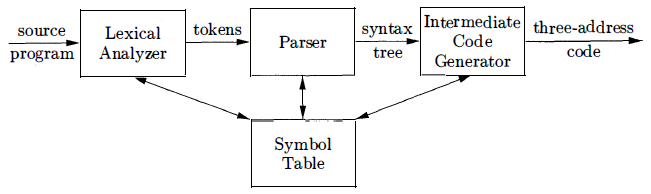 source
program
Lexical
Analyzer
tokens
Parser
syntax
tree
Intermediate
Code
Generator
three-address
code
Symbol
Table